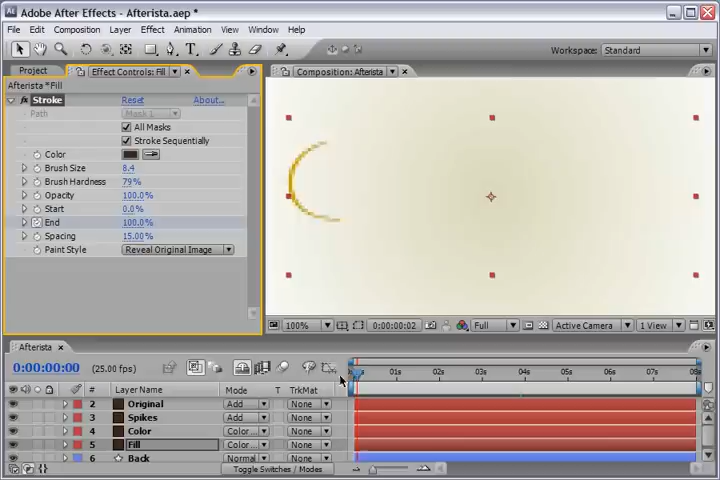 Adobe After Effects - Afterista.aep *
File Edit Composition Layer Effect Animation View Window Help
Workspace: Standard
Project Effect Controls: Fill
Composition: Afterista
Afterista *Fill
fx Stroke Reset About...
Path Mask 1
All Masks
Stroke Sequentially
Color
Brush Size 8.4
Brush Hardness 79%
Opacity 100.0%
Start 0.0%
End 100.0%
Spacing 15.00%
Paint Style Reveal Original Image
100% 0:00:00:02 Full Active Camera 1 View
Afterista
0:00:00:00 (25.00 fps)
01s 02s 03s 04s 05s 06s 07s
# Layer Name Mode T TrkMat
2 Original Add None
3 Spikes Add None
4 Color Color... None
5 Fill Color... None
6 Back Normal None
Toggle Switches / Modes